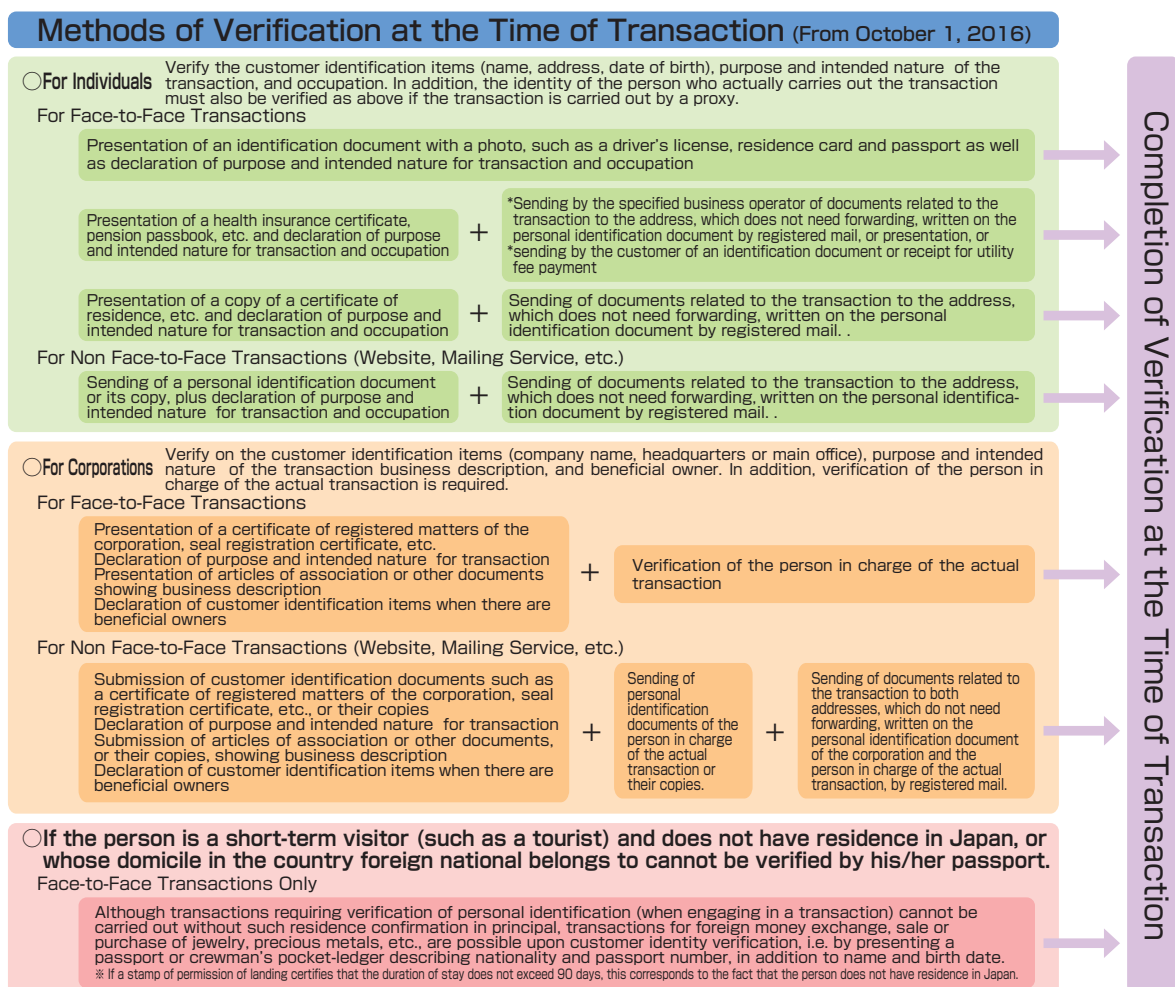 Methods of Verification at the Time of Transaction (From October 1, 2016)
○For Individuals
Verify the customer identification items (name, address, date of birth), purpose and intended nature of the
transaction, and occupation. In addition, the identity of the person who actually carries out the transaction
must also be verified as above if the transaction is carried out by a proxy.
For Face-to-Face Transactions
Presentation of an identification document with a photo, such as a driver's license, residence card and passport as well
as declaration of purpose and intended nature for transaction and occupation
Presentation of a health insurance certificate,
pension passbook, etc. and declaration of purpose
and intended nature for transaction and occupation
+
*Sending by the specified business operator of documents related to the
transaction to the address, which does not need forwarding, written on the
personal identification document by registered mail, or presentation, or
*sending by the customer of an identification document or receipt for utility
fee payment
Presentation of a copy of a certificate of
residence, etc. and declaration of purpose and
intended nature for transaction and occupation
+
Sending of documents related to the transaction to the address,
which does not need forwarding, written on the personal
identification document by registered mail. .
For Non Face-to-Face Transactions (Website, Mailing Service, etc.)
Sending of a personal identification document
or its copy, plus declaration of purpose and
intended nature for transaction and occupation
+
Sending of documents related to the transaction to the address,
which does not need forwarding, written on the personal identifica-
tion document by registered mail. .
○For Corporations
Verify on the customer identification items (company name, headquarters or main office), purpose and intended
nature of the transaction business description, and beneficial owner. In addition, verification of the person in
charge of the actual transaction is required.
For Face-to-Face Transactions
Presentation of a certificate of registered matters of the
corporation, seal registration certificate, etc.
Declaration of purpose and intended nature for transaction
Presentation of articles of association or other documents
showing business description
Declaration of customer identification items when there are
beneficial owners
+
Verification of the person in charge of the actual
transaction
For Non Face-to-Face Transactions (Website, Mailing Service, etc.)
Submission of customer identification documents such as
a certificate of registered matters of the corporation, seal
registration certificate, etc., or their copies
Declaration of purpose and intended nature for transaction
Submission of articles of association or other documents,
or their copies, showing business description
Declaration of customer identification items when there are
beneficial owners
+
Sending of
personal
identification
documents of the
person in charge
of the actual
transaction or
their copies.
+
Sending of documents related to
the transaction to both
addresses, which do not need
forwarding, written on the
personal identification document
of the corporation and the
person in charge of the actual
transaction, by registered mail.
○If the person is a short-term visitor (such as a tourist) and does not have residence in Japan, or
whose domicile in the country foreign national belongs to cannot be verified by his/her passport.
Face-to-Face Transactions Only
Although transactions requiring verification of personal identification (when engaging in a transaction) cannot be
carried out without such residence confirmation in principal, transactions for foreign money exchange, sale or
purchase of jewelry, precious metals, etc., are possible upon customer identity verification, i.e. by presenting a
passport or crewman's pocket-ledger describing nationality and passport number, in addition to name and birth date.
※ If a stamp of permission of landing certifies that the duration of stay does not exceed 90 days, this corresponds to the fact that the person does not have residence in Japan.
Completion of Verification at the Time of Transaction